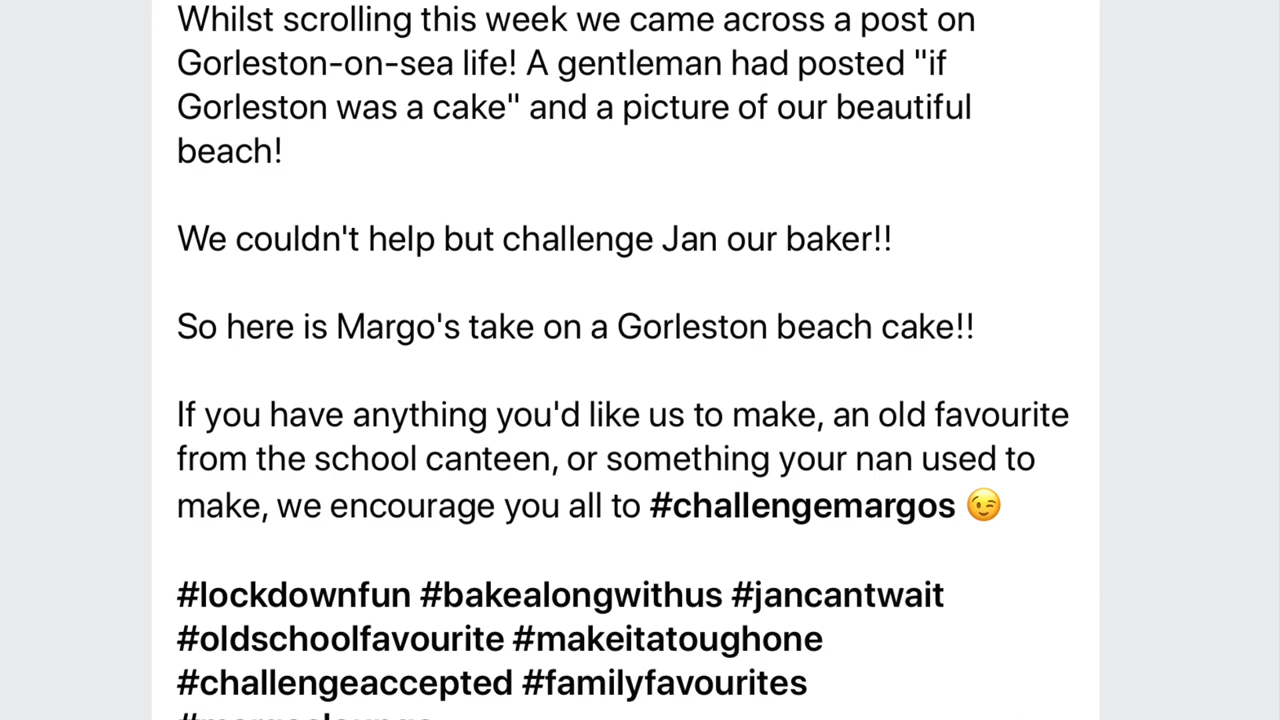 Whilst scrolling this week we came across a post on
Gorleston-on-sea life! A gentleman had posted "if
Gorleston was a cake" and a picture of our beautiful
beach!
We couldn't help but challenge Jan our baker!!
So here is Margo's take on a Gorleston beach cake!!
If you have anything you'd like us to make, an old favourite
from the school canteen, or something your nan used to
make, we encourage you all to #challengemargos 😉
#lockdownfun #bakealongwithus #jancantwait
#oldschoolfavourite #makeitatoughone
#challengeaccepted #familyfavourites